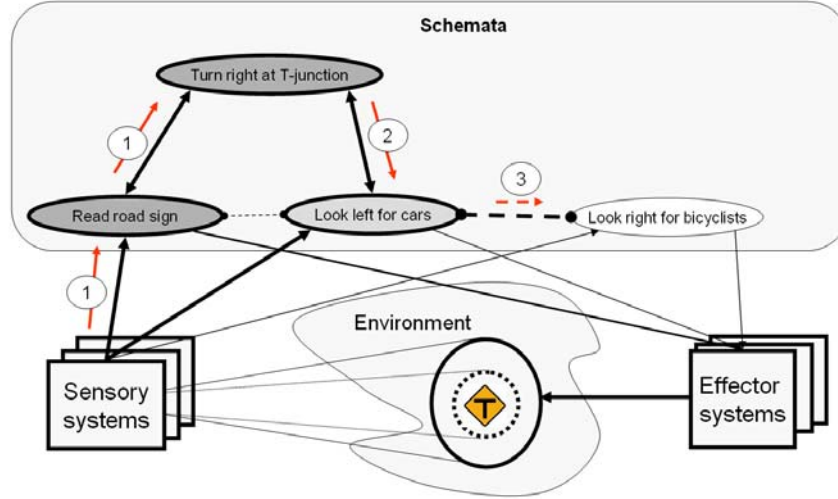 Schemata
Turn right at T-junction
1
2
3
Read road sign
Look left for cars
Look right for bicyclists
1
Environment
Sensory
systems
T
Effector
systems